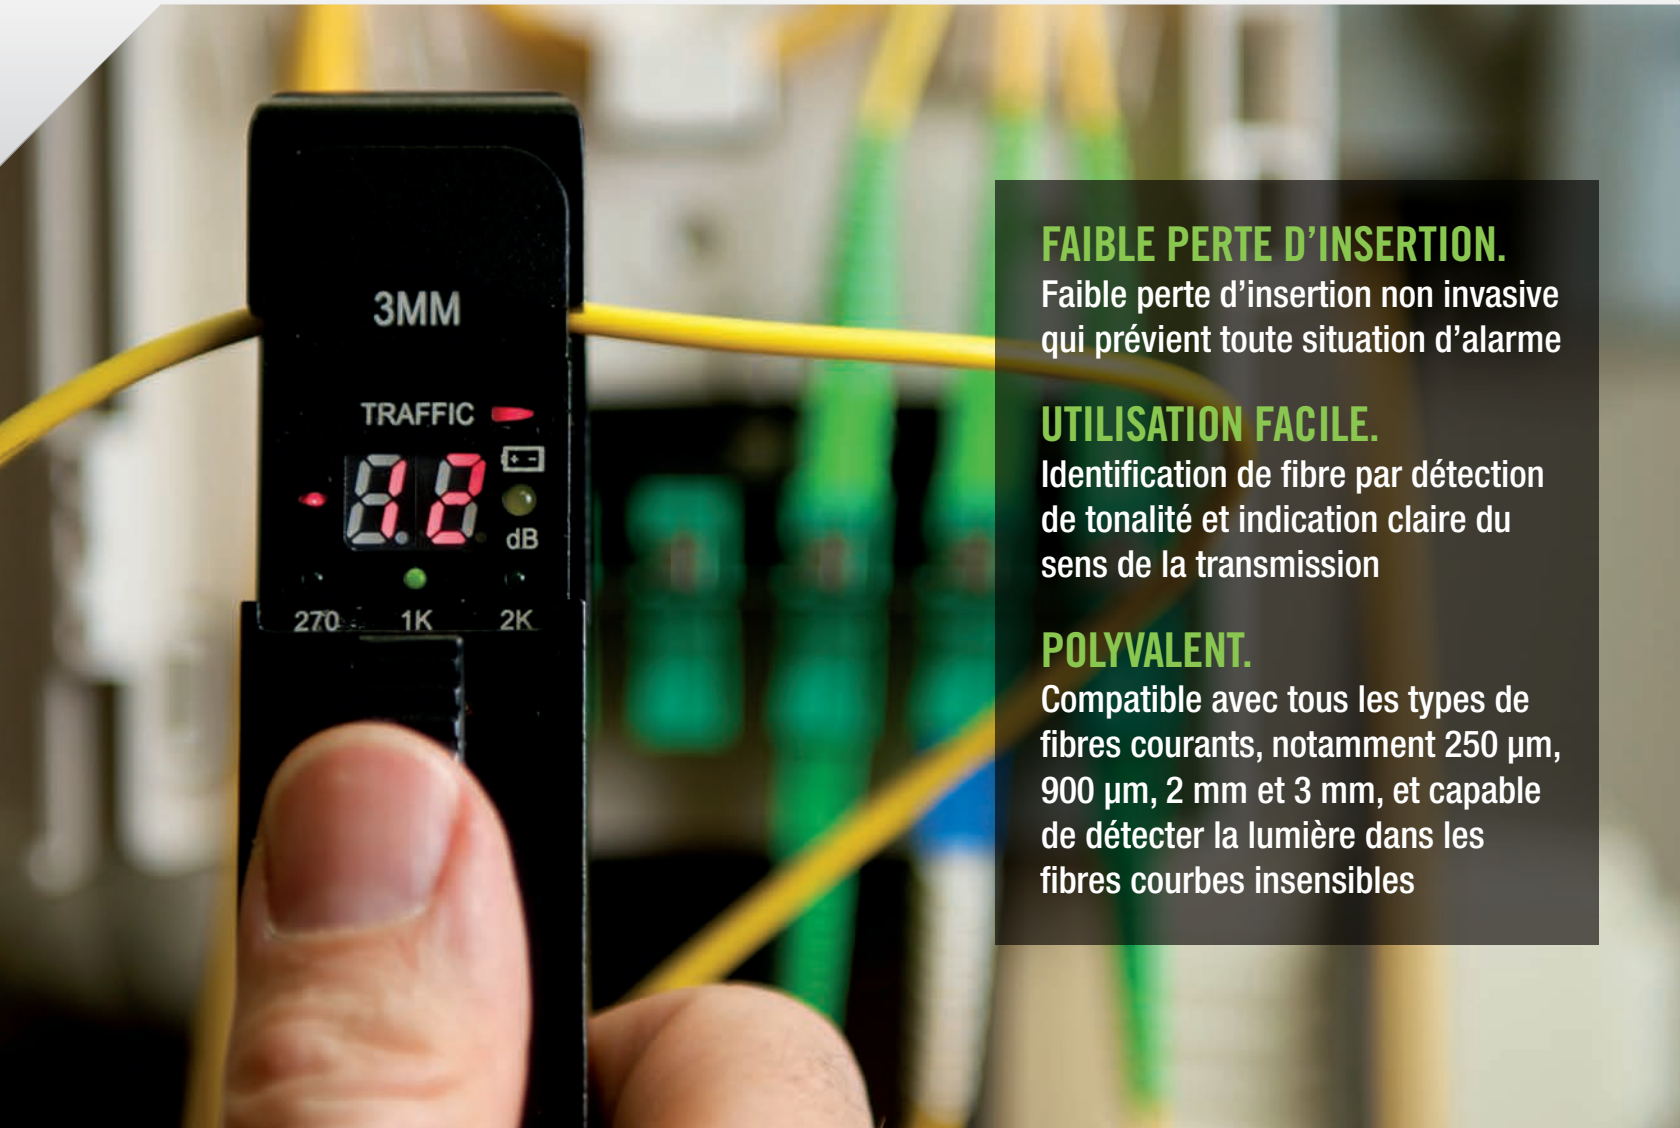 3MM
TRAFFIC
12
dB
270 1K 2K
FAIBLE PERTE D’INSERTION.
Faible perte d’insertion non invasive
qui prévient toute situation d’alarme
UTILISATION FACILE.
Identification de fibre par détection
de tonalité et indication claire du
sens de la transmission
POLYVALENT.
Compatible avec tous les types de
fibres courants, notamment 250 µm,
900 µm, 2 mm et 3 mm, et capable
de détecter la lumière dans les
fibres courbes insensibles